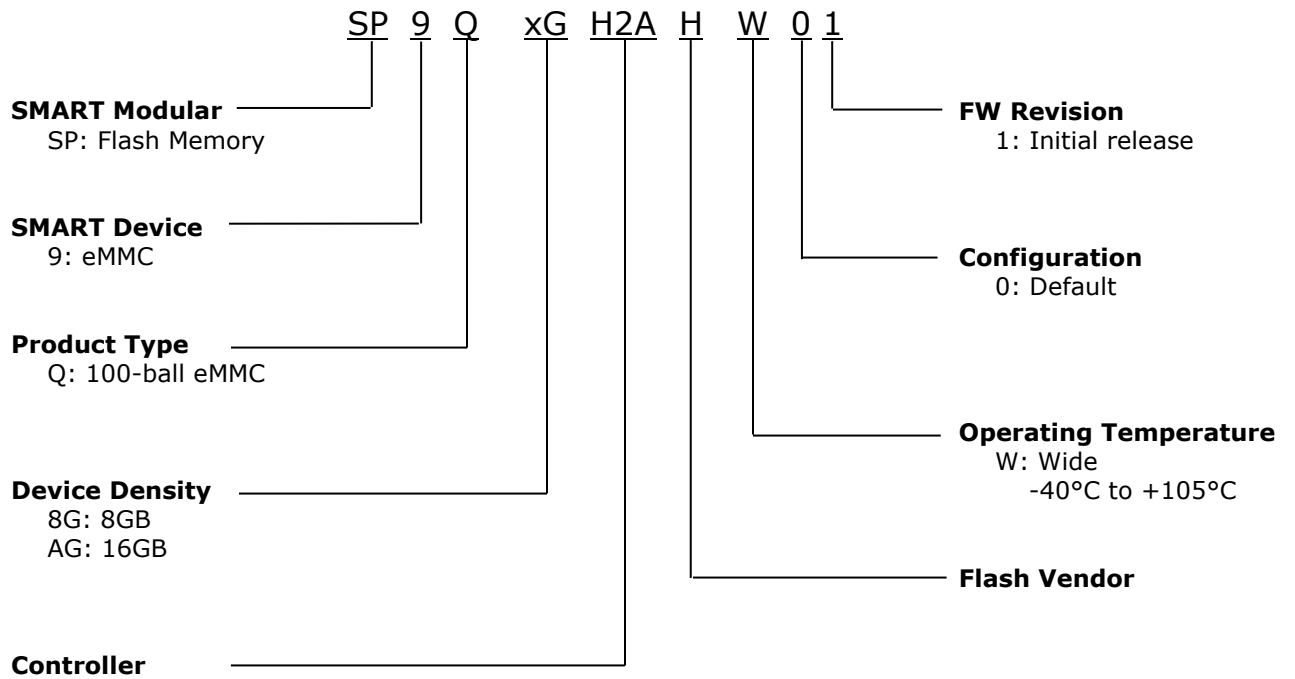 SP 9 Q xG H2A H W 0 1
SMART Modular
SP: Flash Memory
SMART Device
9: eMMC
Product Type
Q: 100-ball eMMC
Device Density
8G: 8GB
AG: 16GB
Controller
FW Revision
1: Initial release
Configuration
0: Default
Operating Temperature
W: Wide
-40°C to +105°C
Flash Vendor